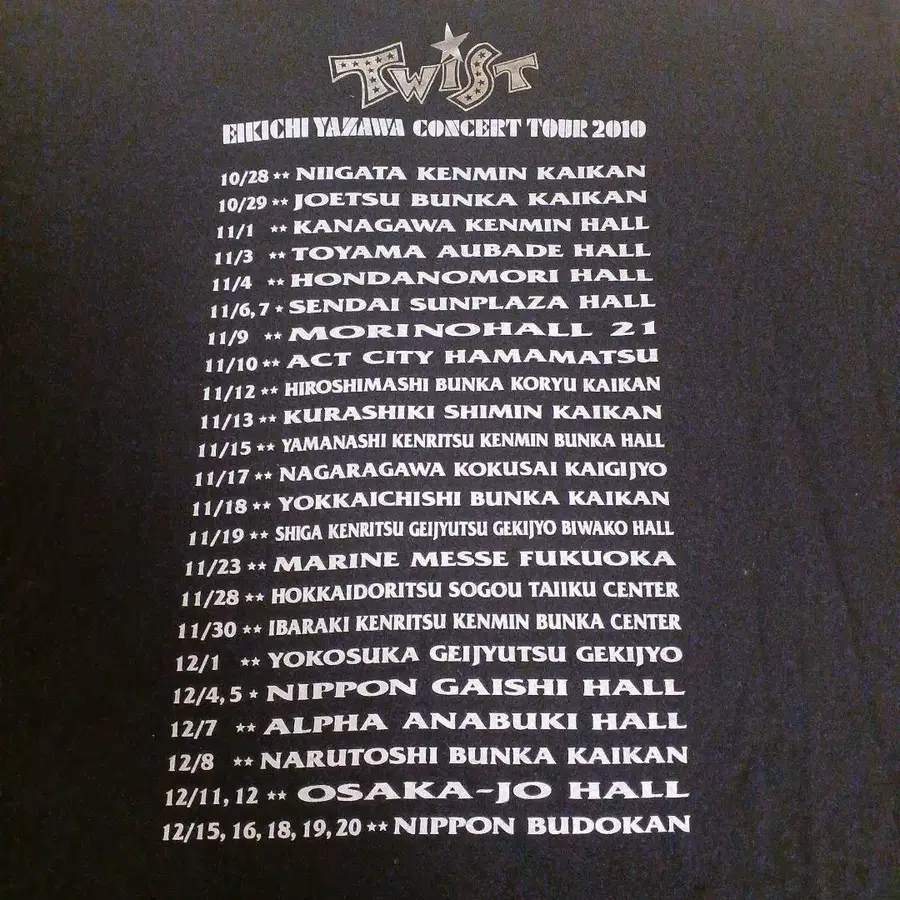 TWiST
EIKICHI YAZAWA CONCERT TOUR 2010
10/28 ★★ NIIGATA KENMIN KAIKAN
10/29 ★★ JOETSU BUNKA KAIKAN
11/1 ★★ KANAGAWA KENMIN HALL
11/3 ★★ TOYAMA AUBADE HALL
11/4 ★★ HONDANOMORI HALL
11/6, 7 ★ SENDAI SUNPLAZA HALL
11/9 ★★ MORINOHALL 21
11/10 ★★ ACT CITY HAMAMATSU
11/12 ★★ HIROSHIMASHI BUNKA KORYU KAIKAN
11/13 ★★ KURASHIKI SHIMIN KAIKAN
11/15 ★★ YAMANASHI KENRITSU KENMIN BUNKA HALL
11/17 ★★ NAGARAGAWA KOKUSAI KAIGIJYO
11/18 ★★ YOKKAICHISHI BUNKA KAIKAN
11/19 ★★ SHIGA KENRITSU GEIJYUTSU GEKIJYO BIWAKO HALL
11/23 ★★ MARINE MESSE FUKUOKA
11/28 ★★ HOKKAIDORITSU SOGOU TAIIKU CENTER
11/30 ★★ IBARAKI KENRITSU KENMIN BUNKA CENTER
12/1 ★★ YOKOSUKA GEIJYUTSU GEKIJYO
12/4, 5 ★ NIPPON GAISHI HALL
12/7 ★★ ALPHA ANABUKI HALL
12/8 ★★ NARUTOSHI BUNKA KAIKAN
12/11, 12 ★★ OSAKA-JO HALL
12/15, 16, 18, 19, 20 ★★ NIPPON BUDOKAN